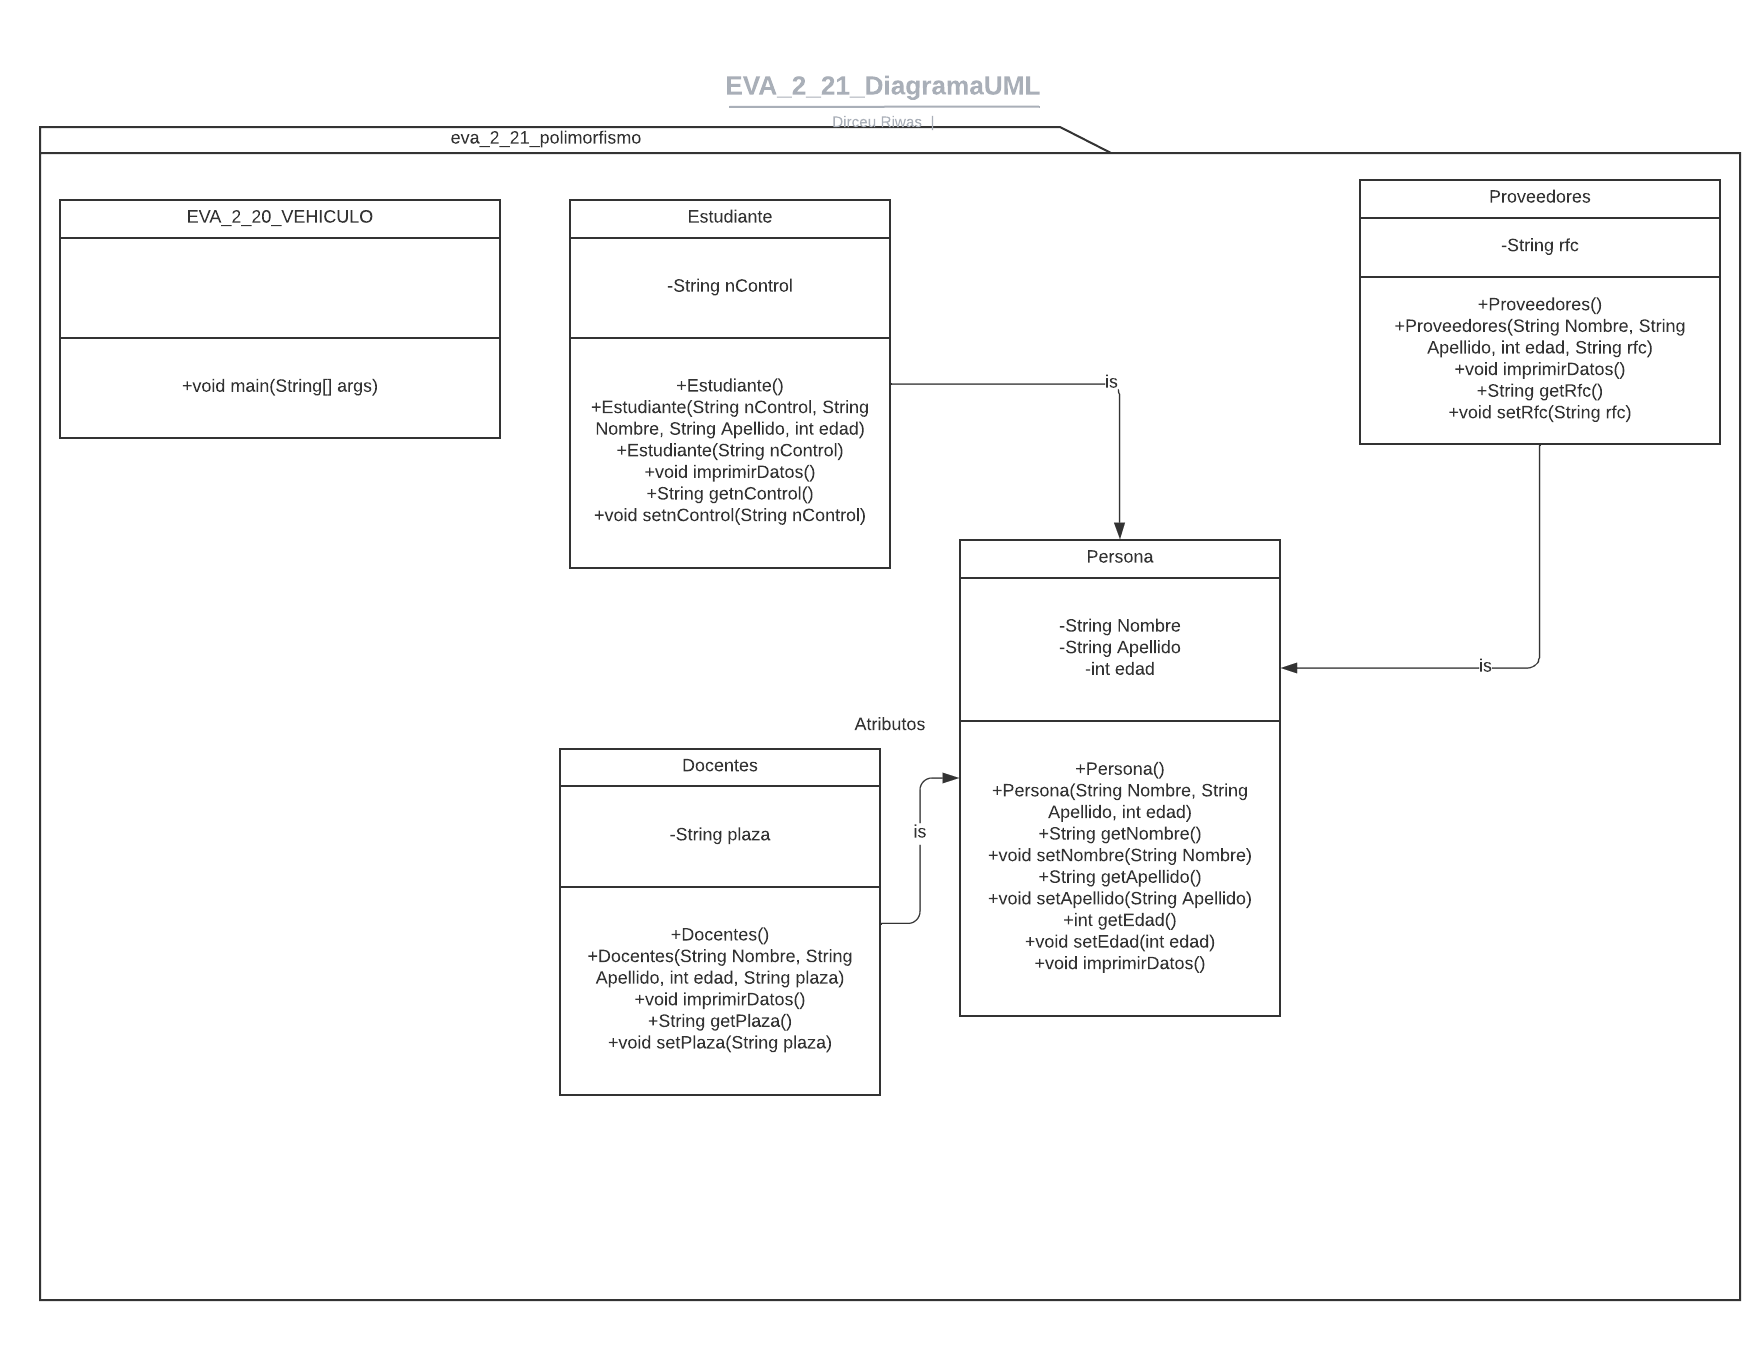 EVA_2_21_DiagramaUML
Dirceu Riwas |
eva_2_21_polimorfismo
EVA_2_20_VEHICULO
+void main(String[] args)
Estudiante
-String nControl
+Estudiante()
+Estudiante(String nControl, String
Nombre, String Apellido, int edad)
+Estudiante(String nControl)
+void imprimirDatos()
+String getnControl()
+void setnControl(String nControl)
is
Proveedores
-String rfc
+Proveedores()
+Proveedores(String Nombre, String
Apellido, int edad, String rfc)
+void imprimirDatos()
+String getRfc()
+void setRfc(String rfc)
is
Persona
-String Nombre
-String Apellido
-int edad
+Persona()
+Persona(String Nombre, String
Apellido, int edad)
+String getNombre()
+void setNombre(String Nombre)
+String getApellido()
+void setApellido(String Apellido)
+int getEdad()
+void setEdad(int edad)
+void imprimirDatos()
Atributos
Docentes
-String plaza
+Docentes()
+Docentes(String Nombre, String
Apellido, int edad, String plaza)
+void imprimirDatos()
+String getPlaza()
+void setPlaza(String plaza)
is